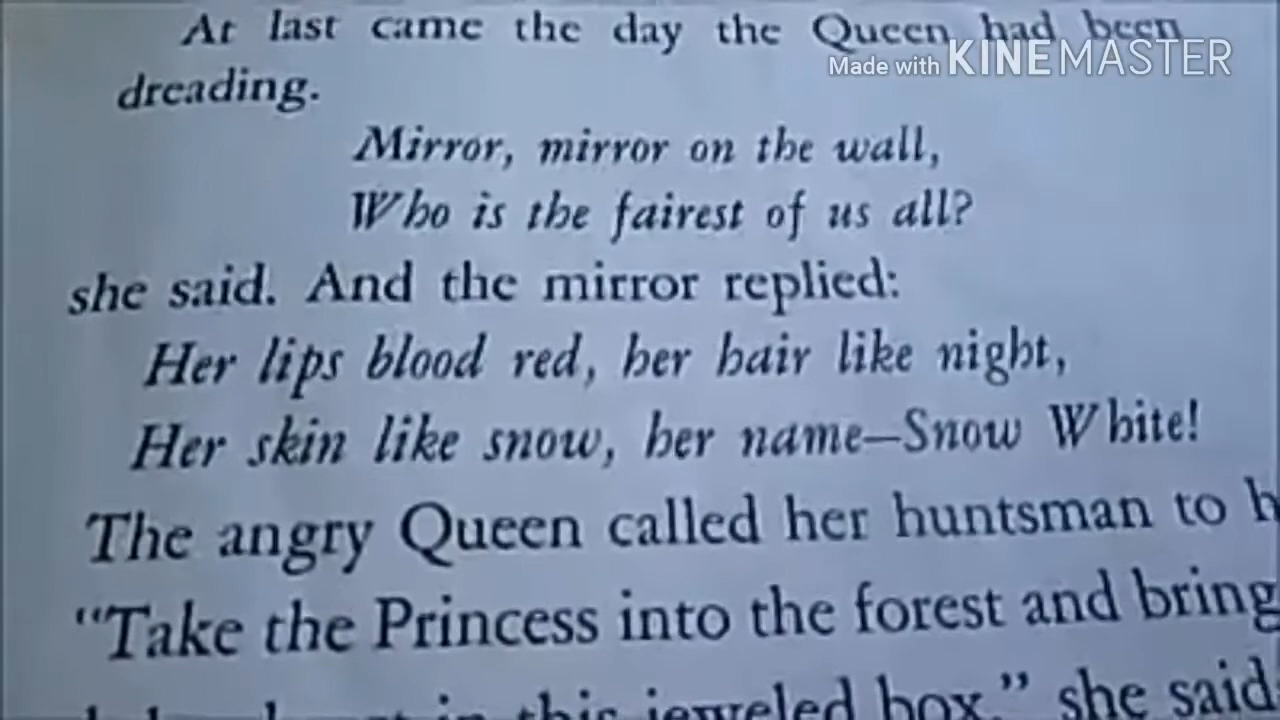 At last came the day the Queen had been
Made with KINEMASTER
dreading.
Mirror, mirror on the wall,
Who is the fairest of us all?
she said. And the mirror replied:
Her lips blood red, her hair like night,
Her skin like snow, her name—Snow White!
The angry Queen called her huntsman to
"Take the Princess into the forest and bring
in this jeweled box," she said